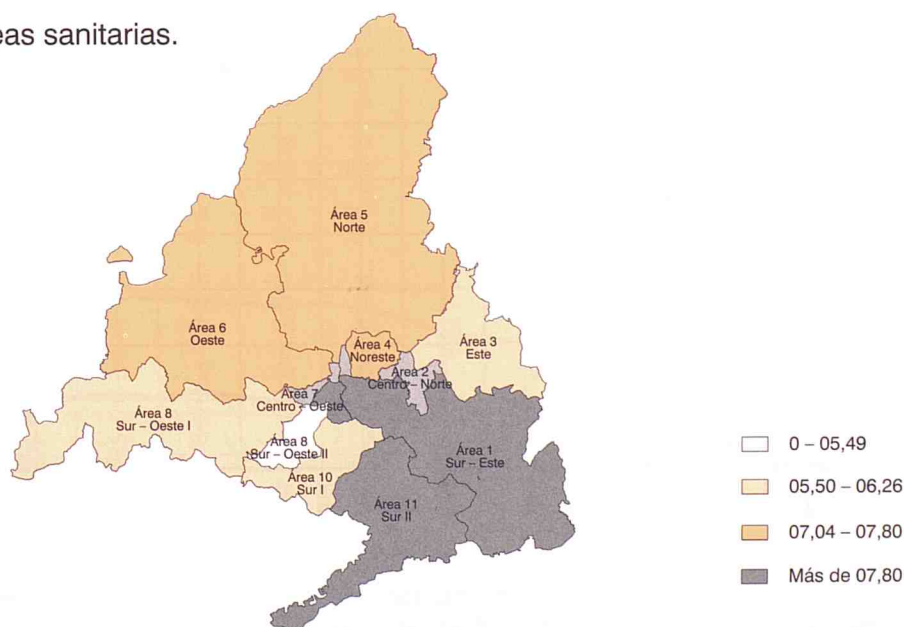 eas sanitarias.
Área 5
Norte
Área 6
Oeste
Área 4
Noreste
Área 3
Este
Área 2
Centro – Norte
Área 7
Centro – Oeste
Área 8
Sur – Oeste I
Área 8
Sur – Oeste II
Área 1
Sur – Este
Área 10
Sur I
Área 11
Sur II
0 – 05,49
05,50 – 06,26
07,04 – 07,80
Más de 07,80